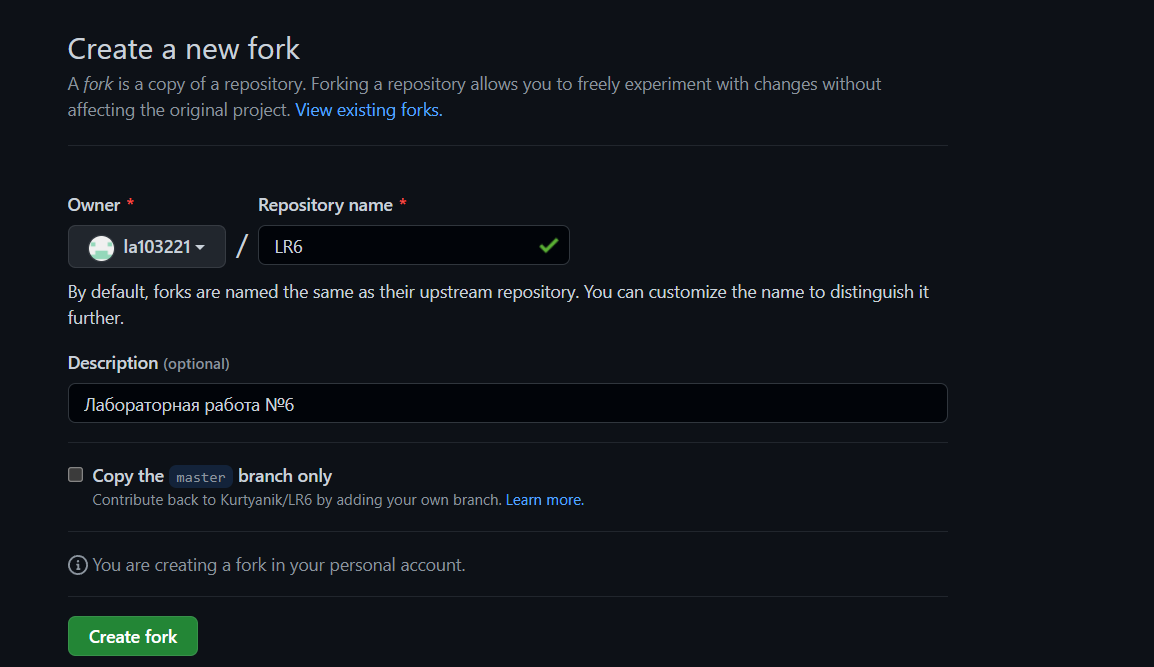 Create a new fork
A fork is a copy of a repository. Forking a repository allows you to freely experiment with changes without
affecting the original project. View existing forks.
Owner * Repository name *
la103221 / LR6
By default, forks are named the same as their upstream repository. You can customize the name to distinguish it
further.
Description (optional)
Лабораторная работа №6
Copy the master branch only
Contribute back to Kurtyanik/LR6 by adding your own branch. Learn more.
You are creating a fork in your personal account.
Create fork